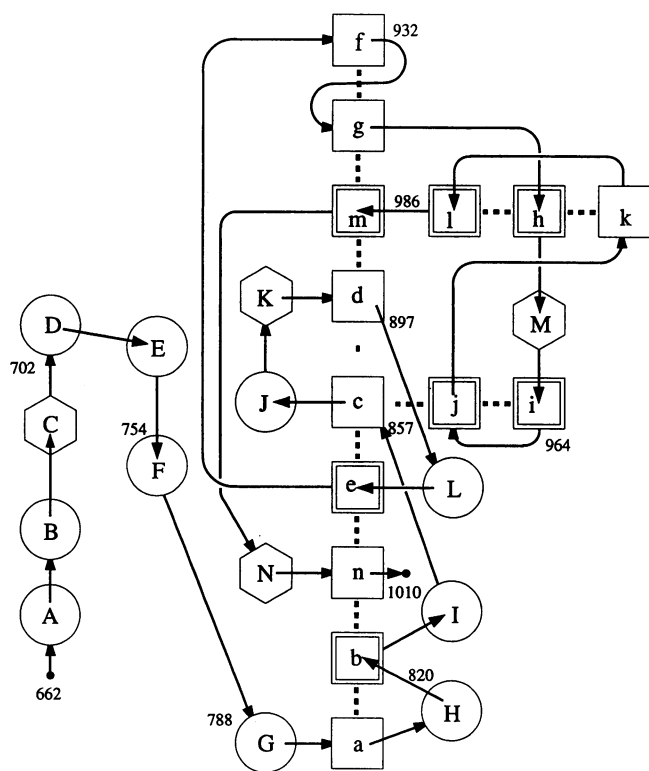 f 932
g
m 986 l h k
K d M
D E 702 897
C J c j i
857 964
754 F e L
B
N n 1010
A I
b 820
662
788 G a H